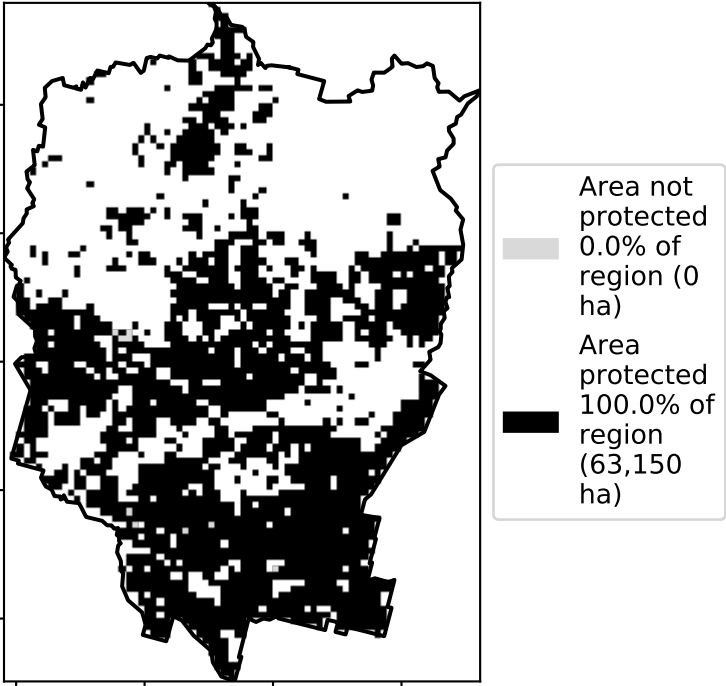 Area not
protected
0.0% of
region (0
ha)
Area
protected
100.0% of
region
(63,150
ha)